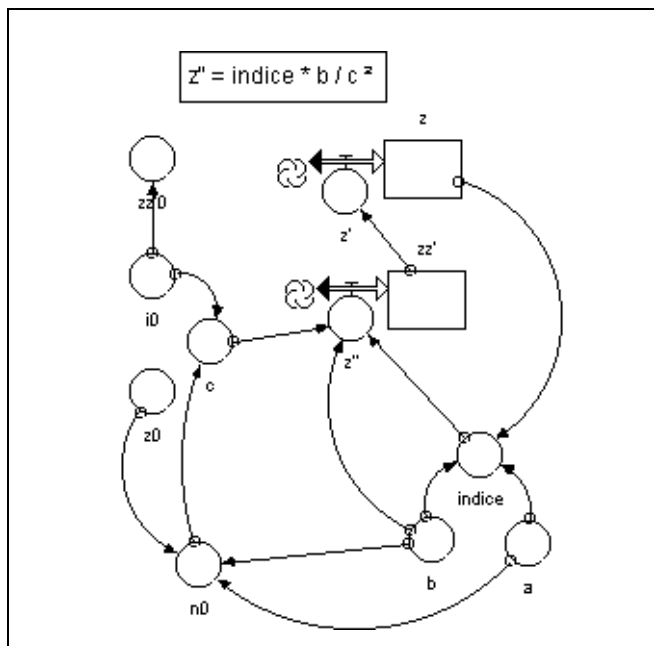 z'' = indice * b / c ²
z
zz'0
z'
zz'
i0
z''
c
z0
indice
b
a
n0